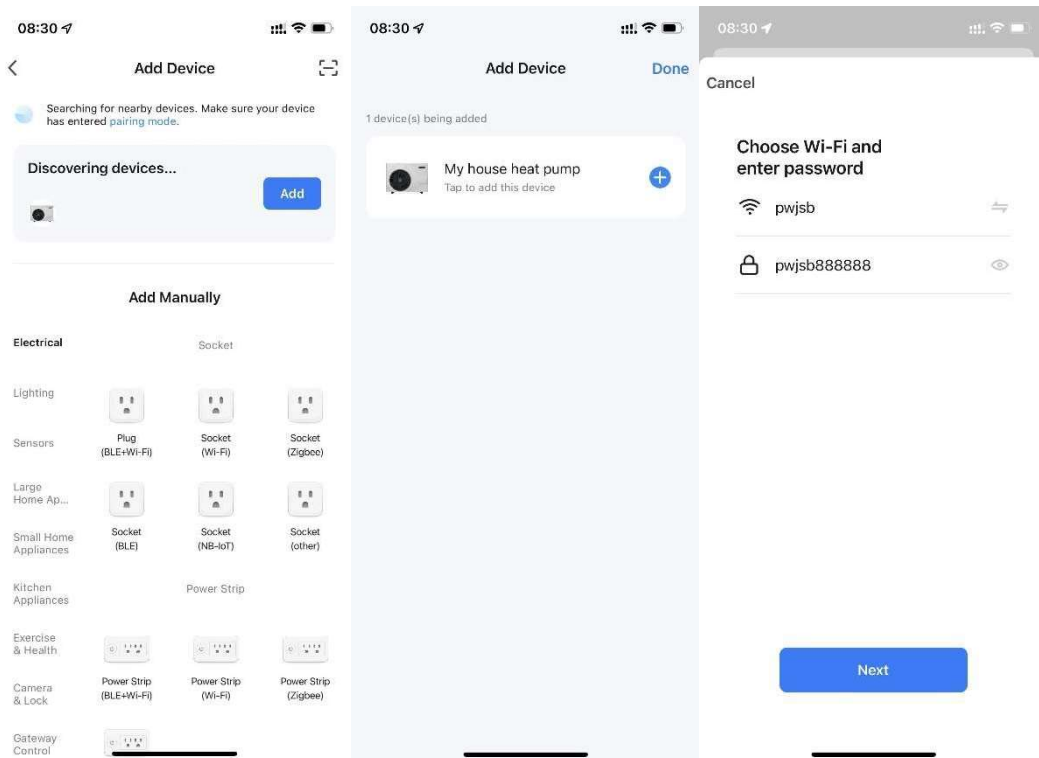 08:30
Add Device
Searching for nearby devices. Make sure your device
has entered pairing mode.
Discovering devices...
Add
Add Manually
Electrical
Socket
Lighting
Plug
(BLE+Wi-Fi)
Socket
(Wi-Fi)
Socket
(Zigbee)
Sensors
Large
Home Ap...
Socket
(BLE)
Socket
(NB-IoT)
Socket
(other)
Small Home
Appliances
Kitchen
Appliances
Power Strip
Exercise
& Health
Power Strip
(BLE+Wi-Fi)
Power Strip
(Wi-Fi)
Power Strip
(Zigbee)
Camera
& Lock
Gateway
Control
08:30
Add Device
Done
1 device(s) being added
My house heat pump
Tap to add this device
08:30
Cancel
Choose Wi-Fi and
enter password
pwjsb
pwjsb888888
Next